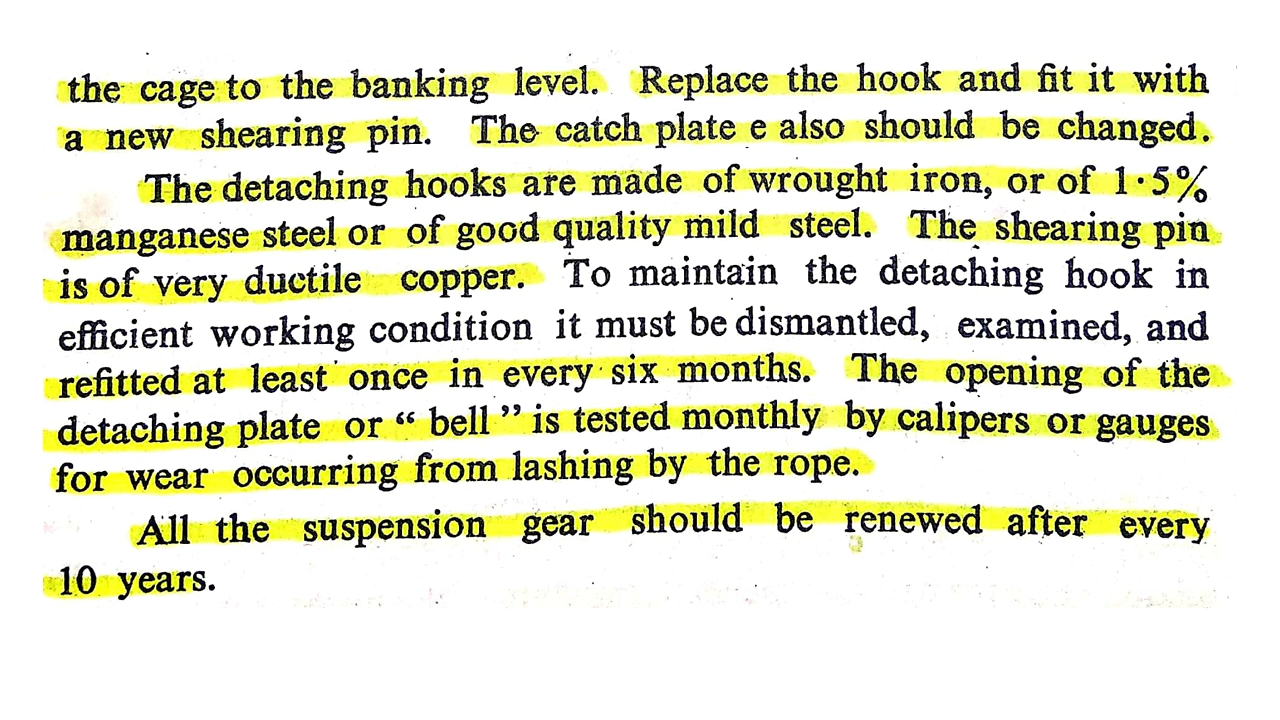 the cage to the banking level. Replace the hook and fit it with
a new shearing pin. The catch plate e also should be changed.
The detaching hooks are made of wrought iron, or of 1·5%
manganese steel or of good quality mild steel. The shearing pin
is of very ductile copper. To maintain the detaching hook in
efficient working condition it must be dismantled, examined, and
refitted at least once in every six months. The opening of the
detaching plate or “ bell ” is tested monthly by calipers or gauges
for wear occurring from lashing by the rope.
All the suspension gear should be renewed after every
10 years.